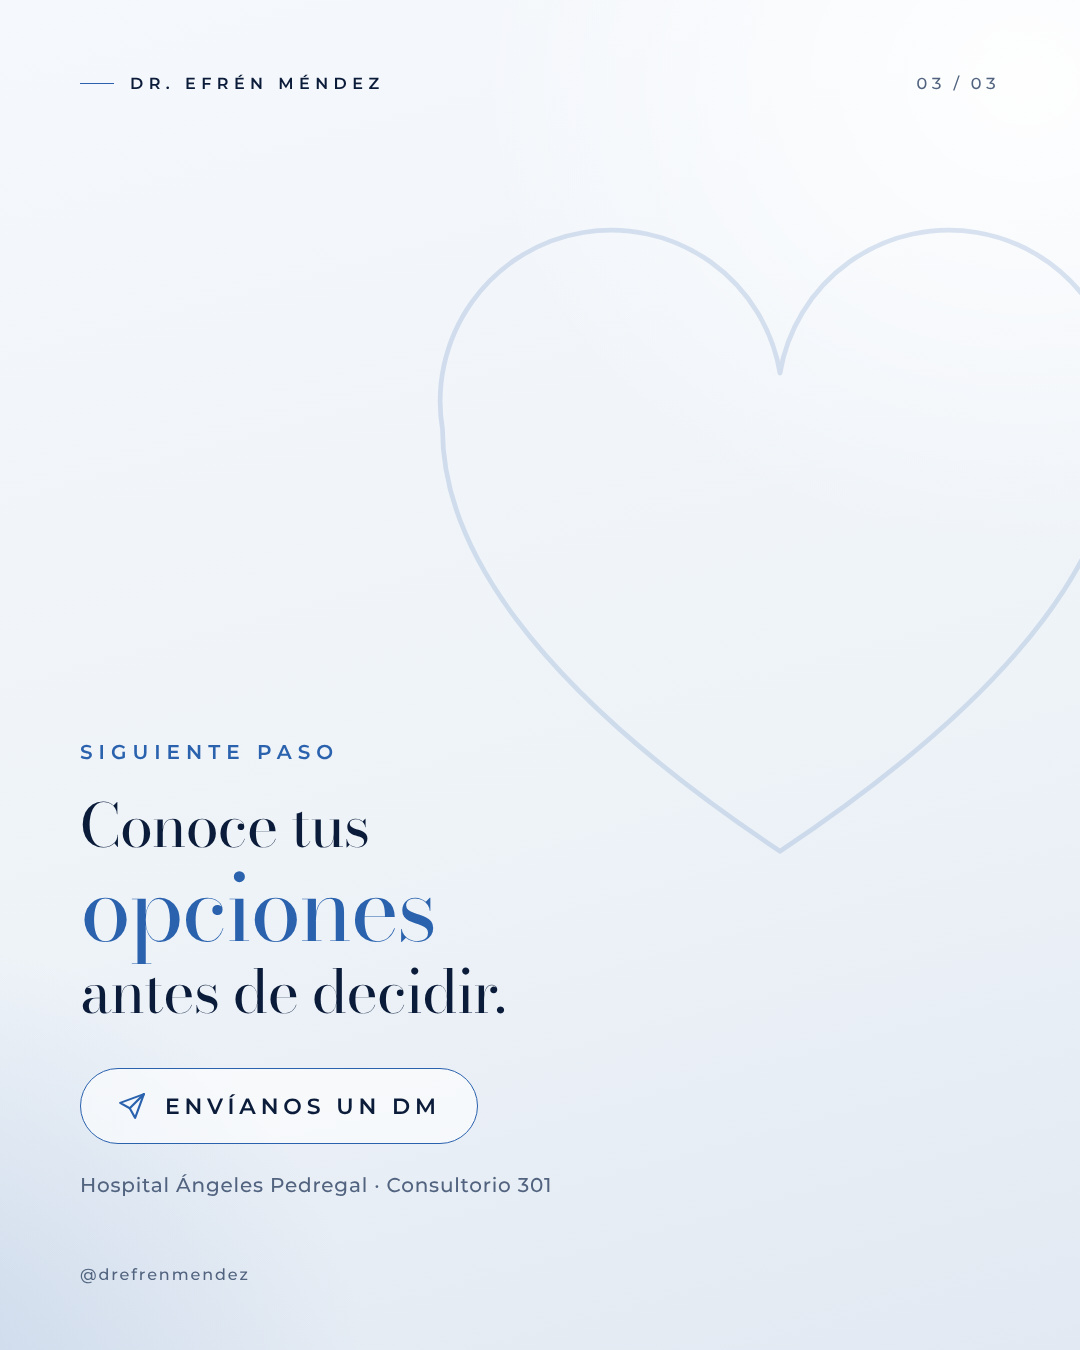 DR. EFRÉN MÉNDEZ
03 / 03
SIGUIENTE PASO
Conoce tus
opciones
antes de decidir.
ENVÍANOS UN DM
Hospital Ángeles Pedregal · Consultorio 301
@drefrenmendez